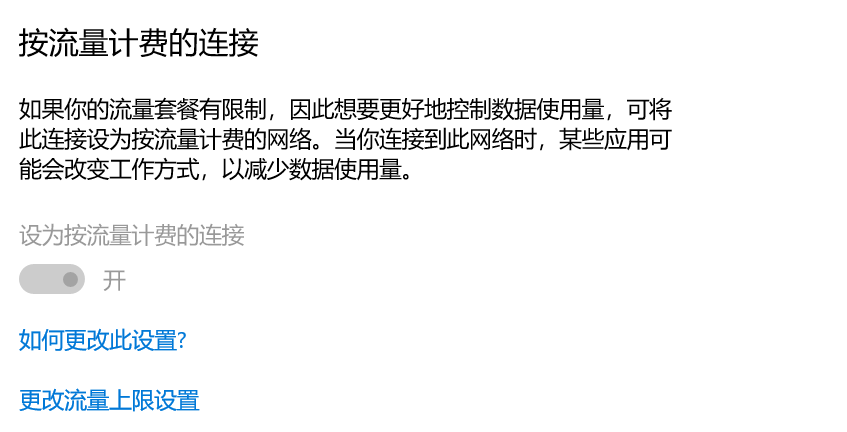 按流量计费的连接
如果你的流量套餐有限制，因此想要更好地控制数据使用量，可将
此连接设为按流量计费的网络。当你连接到此网络时，某些应用可
能会改变工作方式，以减少数据使用量。
设为按流量计费的连接
开
如何更改此设置?
更改流量上限设置